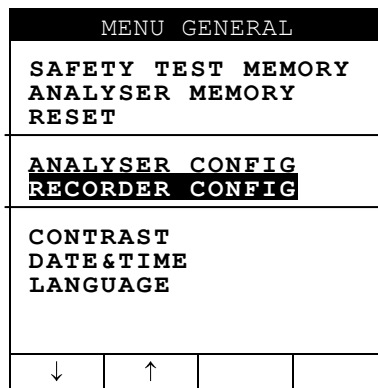 MENU GENERAL
SAFETY TEST MEMORY
ANALYSER MEMORY
RESET
ANALYSER CONFIG
RECORDER CONFIG
CONTRAST
DATE&TIME
LANGUAGE
↓ ↑